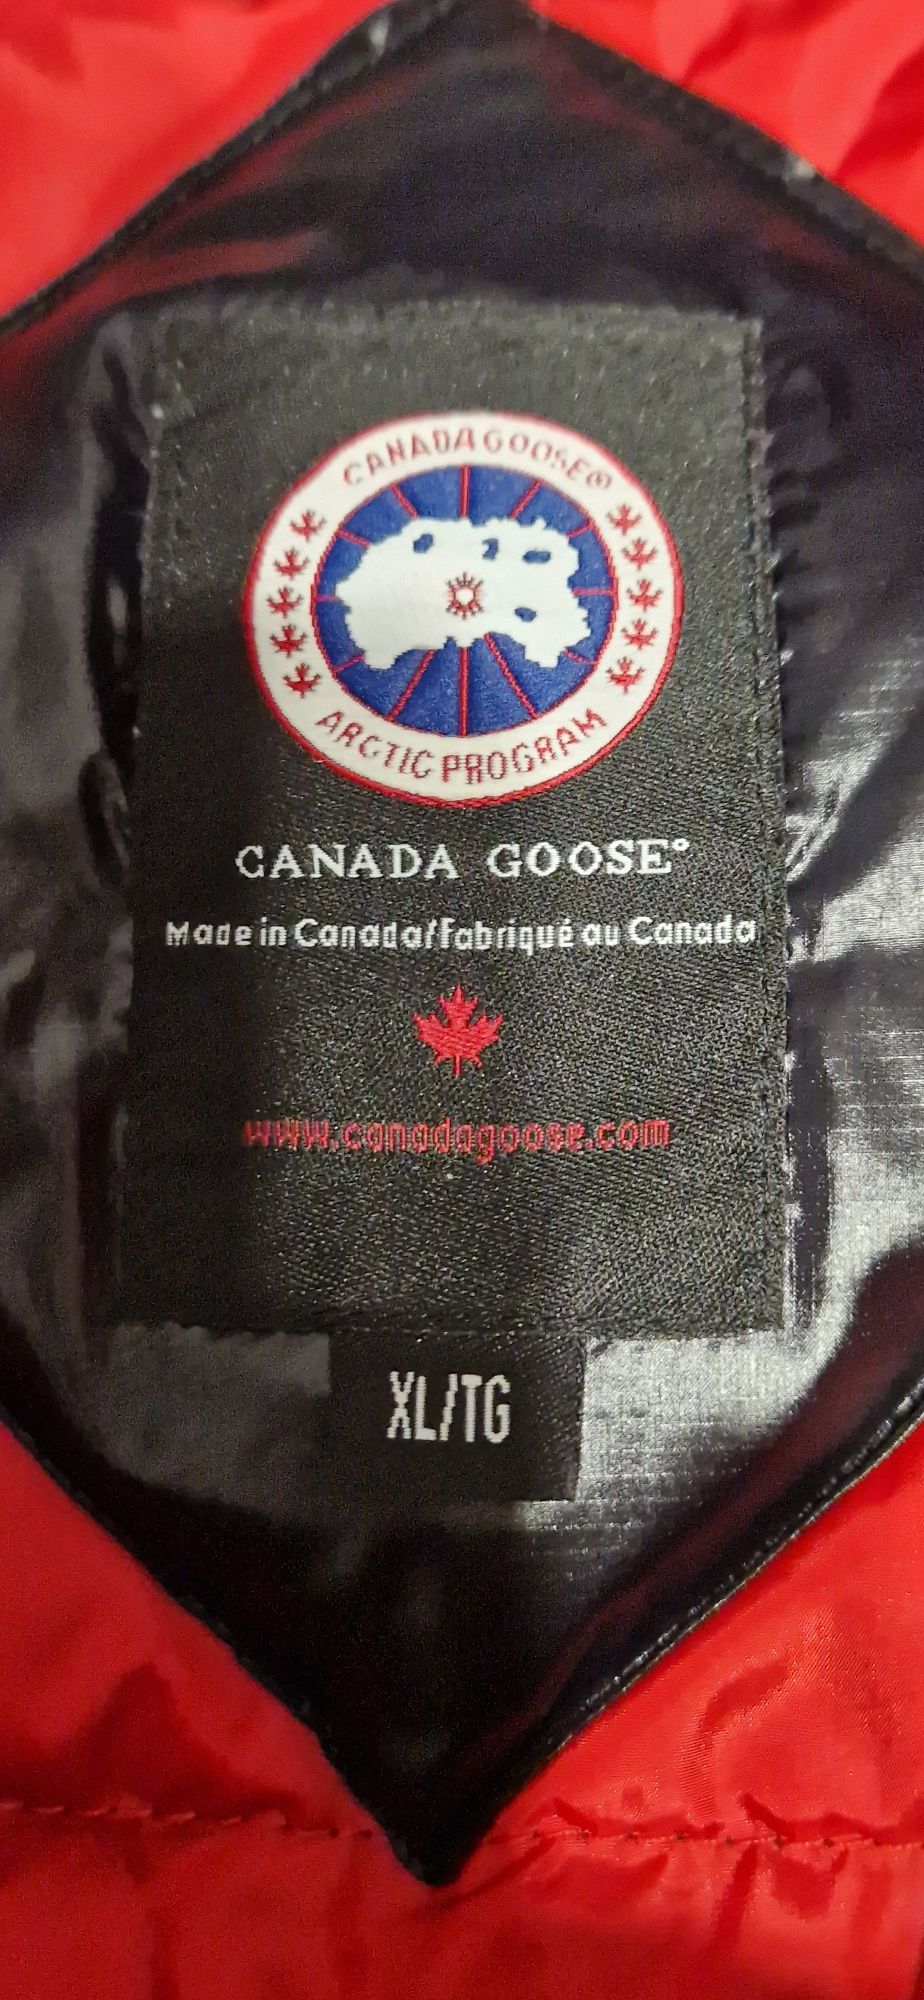 CANADA GOOSE®
ARCTIC PROGRAM
CANADA GOOSE®
Made in Canada/Fabriqué au Canada
www.canadagoose.com
XL/TG